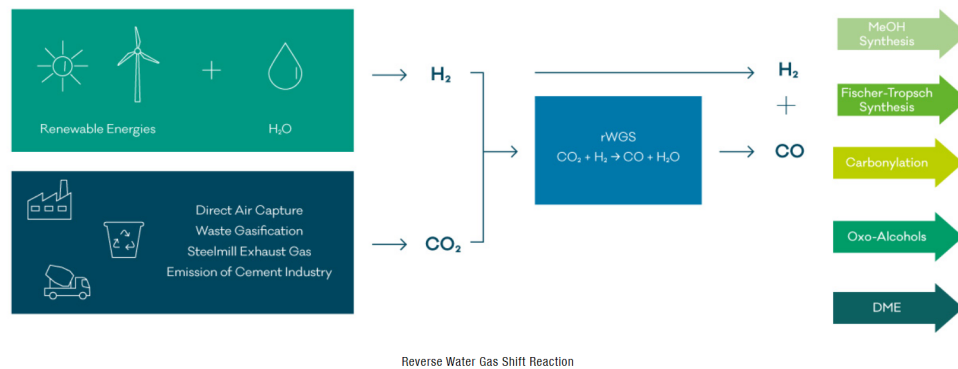 Renewable Energies
+
H₂O
Direct Air Capture
Waste Gasification
Steelmill Exhaust Gas
Emission of Cement Industry
H₂
CO₂
rWGS
CO₂ + H₂ → CO + H₂O
H₂
+
CO
MeOH
Synthesis
Fischer-Tropsch
Synthesis
Carbonylation
Oxo-Alcohols
DME
Reverse Water Gas Shift Reaction